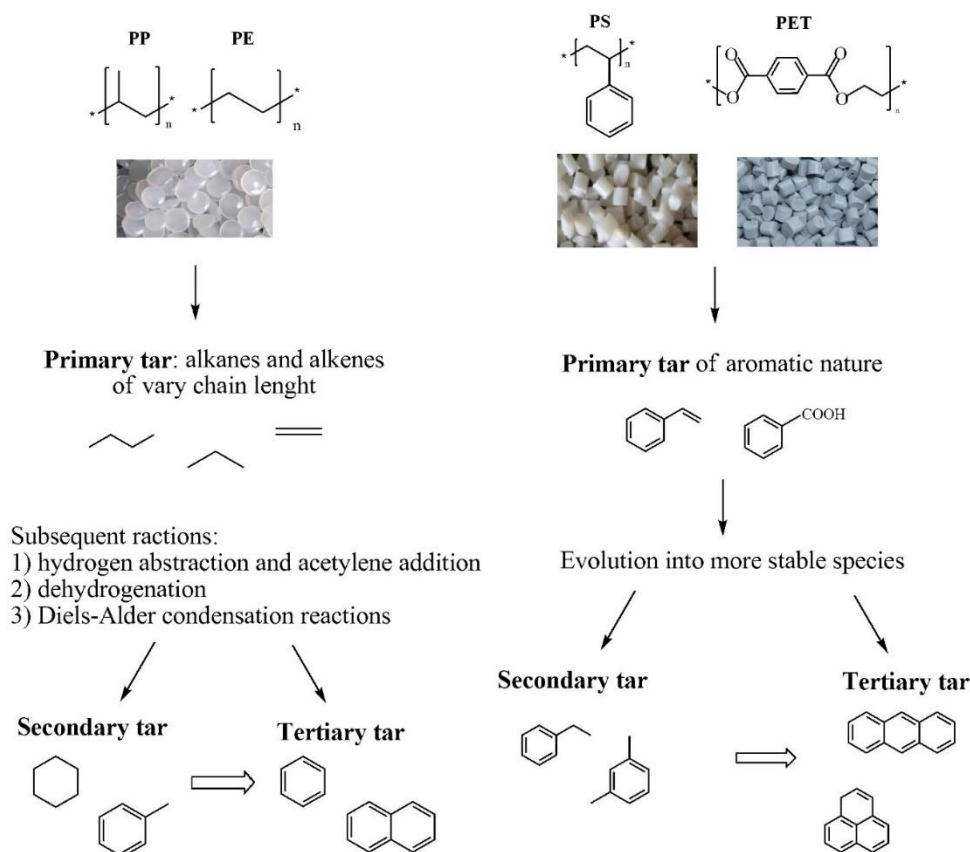 PP
PE
*
*
n
*
*
n
PS
*
*
n
PET
*
O
O
O
O
*
n
Primary tar: alkanes and alkenes
of vary chain lenght
Primary tar of aromatic nature
COOH
Subsequent ractions:
1) hydrogen abstraction and acetylene addition
2) dehydrogenation
3) Diels-Alder condensation reactions
Evolution into more stable species
Secondary tar
Tertiary tar
Secondary tar
Tertiary tar